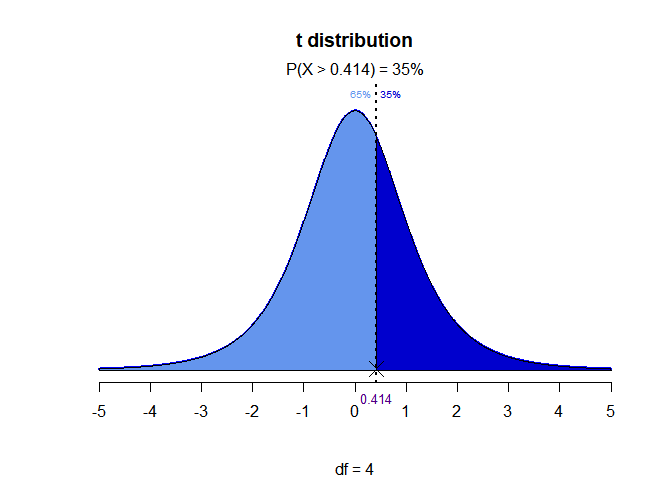 t distribution
P(X > 0.414) = 35%
65% 35%
-5 -4 -3 -2 -1 0 1 2 3 4 5
0.414
df = 4